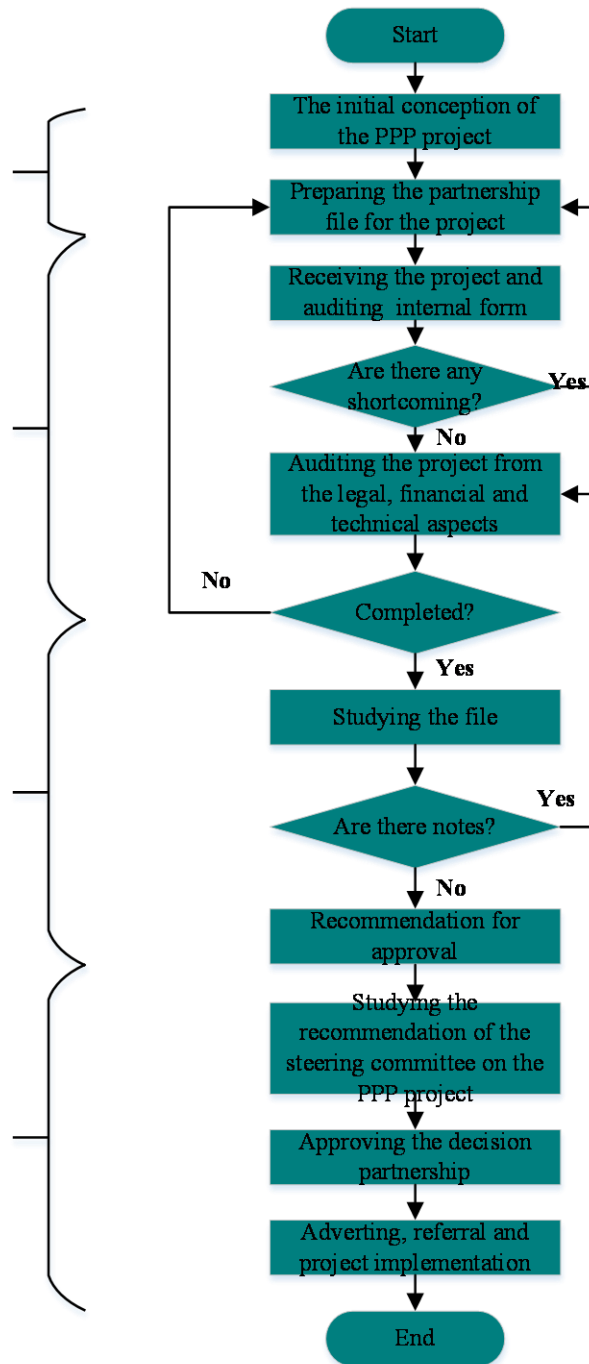 Start
The initial conception of
the PPP project
Preparing the partnership
file for the project
Receiving the project and
auditing internal form
Are there any
shortcoming?
Yes
No
Auditing the project from
the legal, financial and
technical aspects
No
Completed?
Yes
Studying the file
Yes
Are there notes?
No
Recommendation for
approval
Studying the
recommendation of the
steering committee on the
PPP project
Approving the decision
partnership
Adverting, referral and
project implementation
End